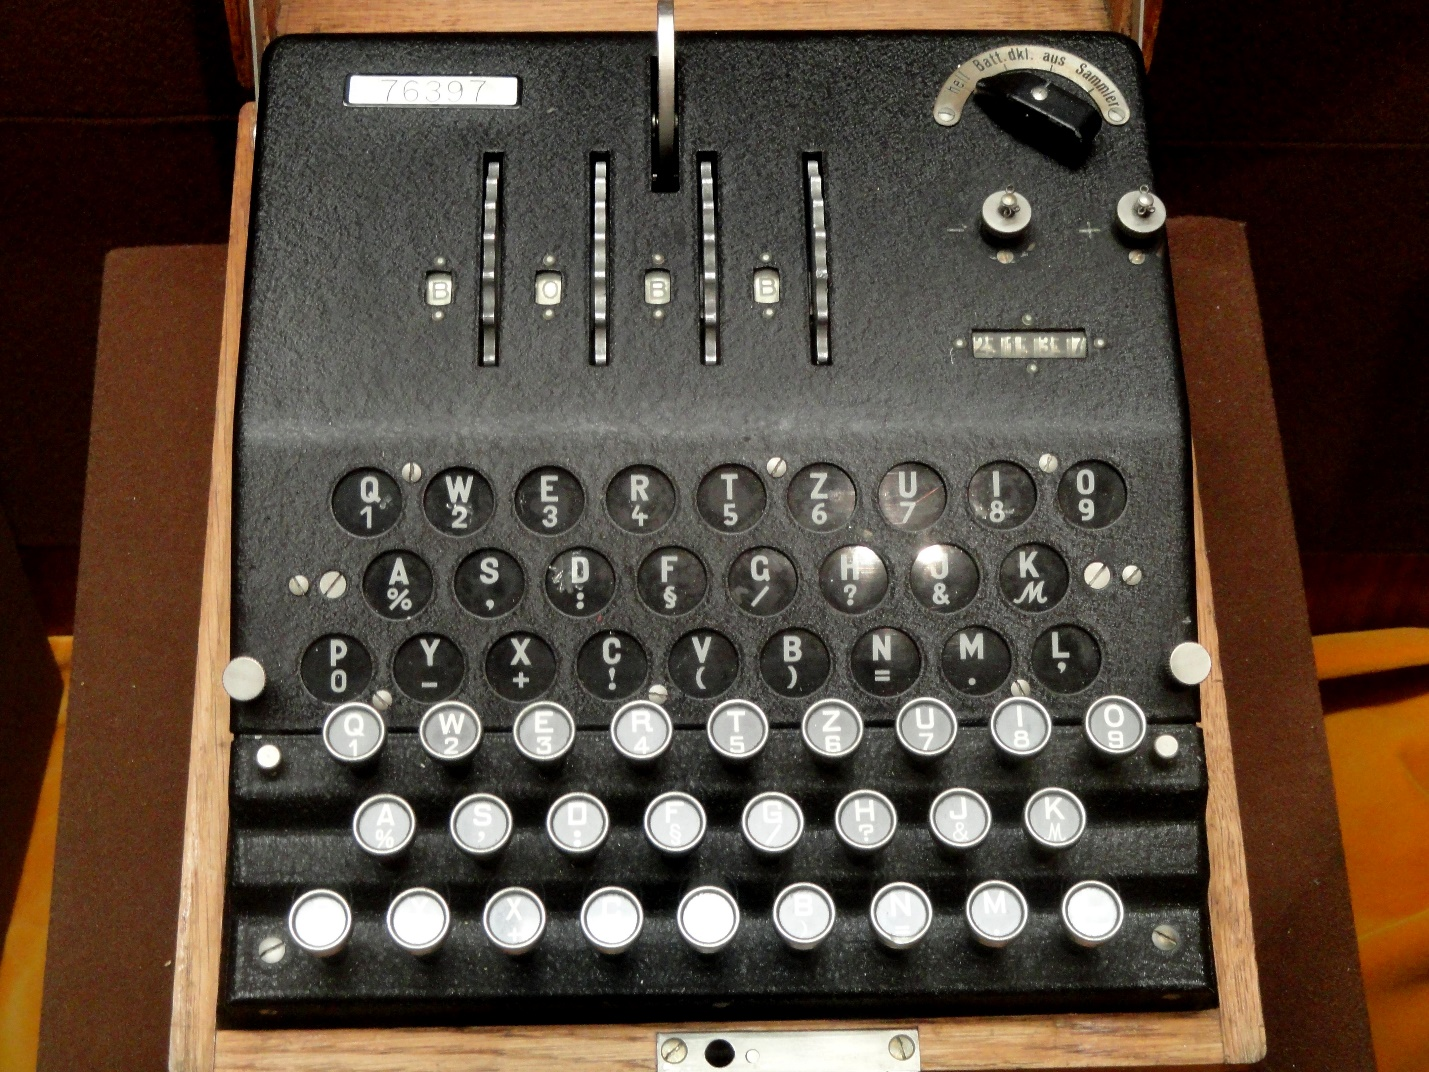 76397
hell Batt. dkl. aus Sammler
- +
B O B B
Q W E R T Z U I O
1 2 3 4 5 6 7 8 9
A S D F G H J K
% , : § / ? & M
P Y X C V B N M L
0 - + ! ( ) = . ’
Q W E R T Z U I O
1 2 3 4 5 6 7 8 9
A S D F G H J K
% , : § / ? & M
X C B N M
+ ) =